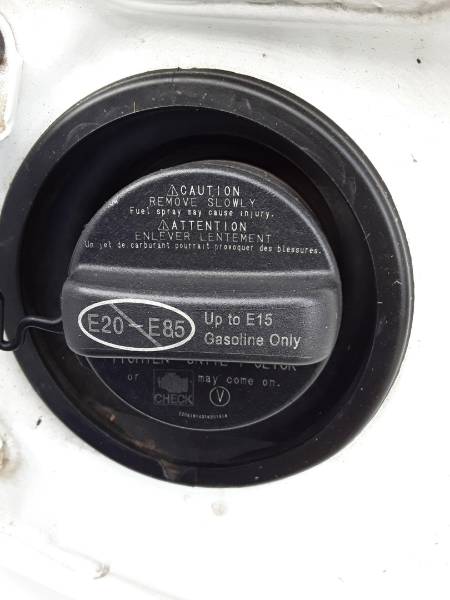 ⚠CAUTION
REMOVE SLOWLY
Fuel spray may cause injury.
⚠ATTENTION
ENLEVER LENTEMENT
Un jet de carburant pourrait provoquer des blessures.
E20-E85
Up to E15
Gasoline Only
or CHECK may come on.
V